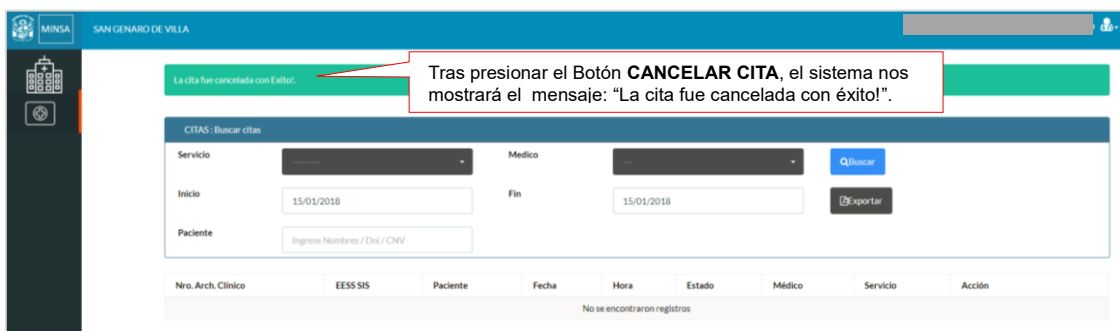 MINSA SAN GENARO DE VILLA
La cita fue cancelada con Exito!.
Tras presionar el Botón CANCELAR CITA, el sistema nos
mostrará el mensaje: “La cita fue cancelada con éxito!”.
CITAS : Buscar citas
Servicio Medico Buscar
Inicio 15/01/2018 Fin 15/01/2018 Exportar
Paciente Ingrese Nombres / Dni / CNV
Nro. Arch. Clínico EESS SIS Paciente Fecha Hora Estado Médico Servicio Acción
No se encontraron registros